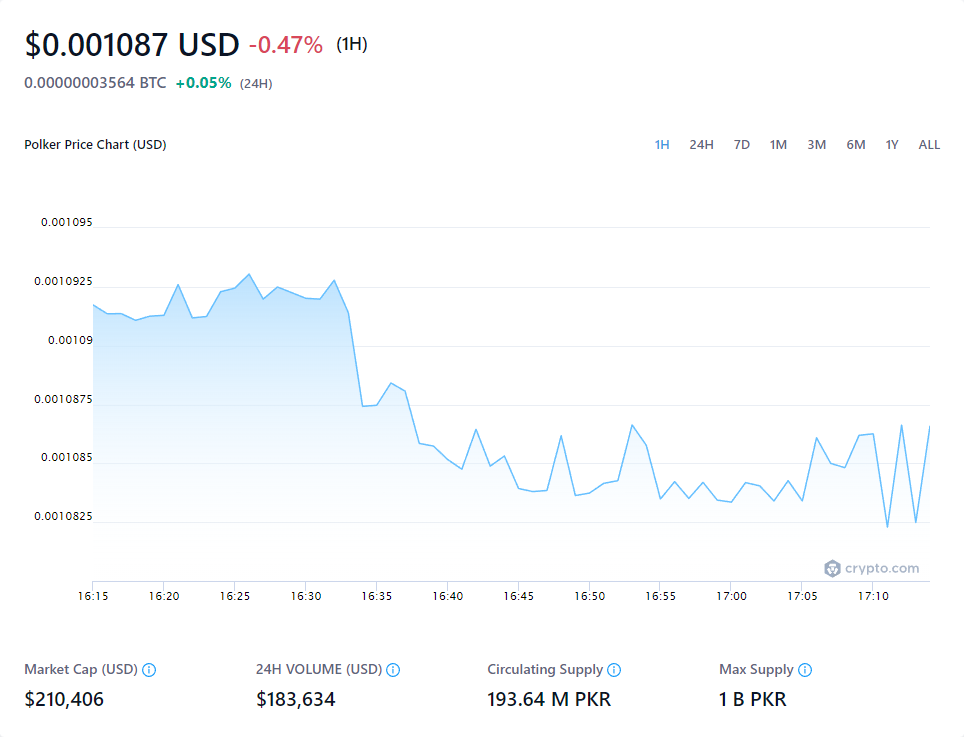 $0.001087 USD -0.47% (1H)
0.00000003564 BTC +0.05% (24H)
Polker Price Chart (USD)
1H 24H 7D 1M 3M 6M 1Y ALL
0.001095
0.0010925
0.00109
0.0010875
0.001085
0.0010825
crypto.com
16:15 16:20 16:25 16:30 16:35 16:40 16:45 16:50 16:55 17:00 17:05 17:10
Market Cap (USD) 24H VOLUME (USD) Circulating Supply Max Supply
$210,406 $183,634 193.64 M PKR 1 B PKR